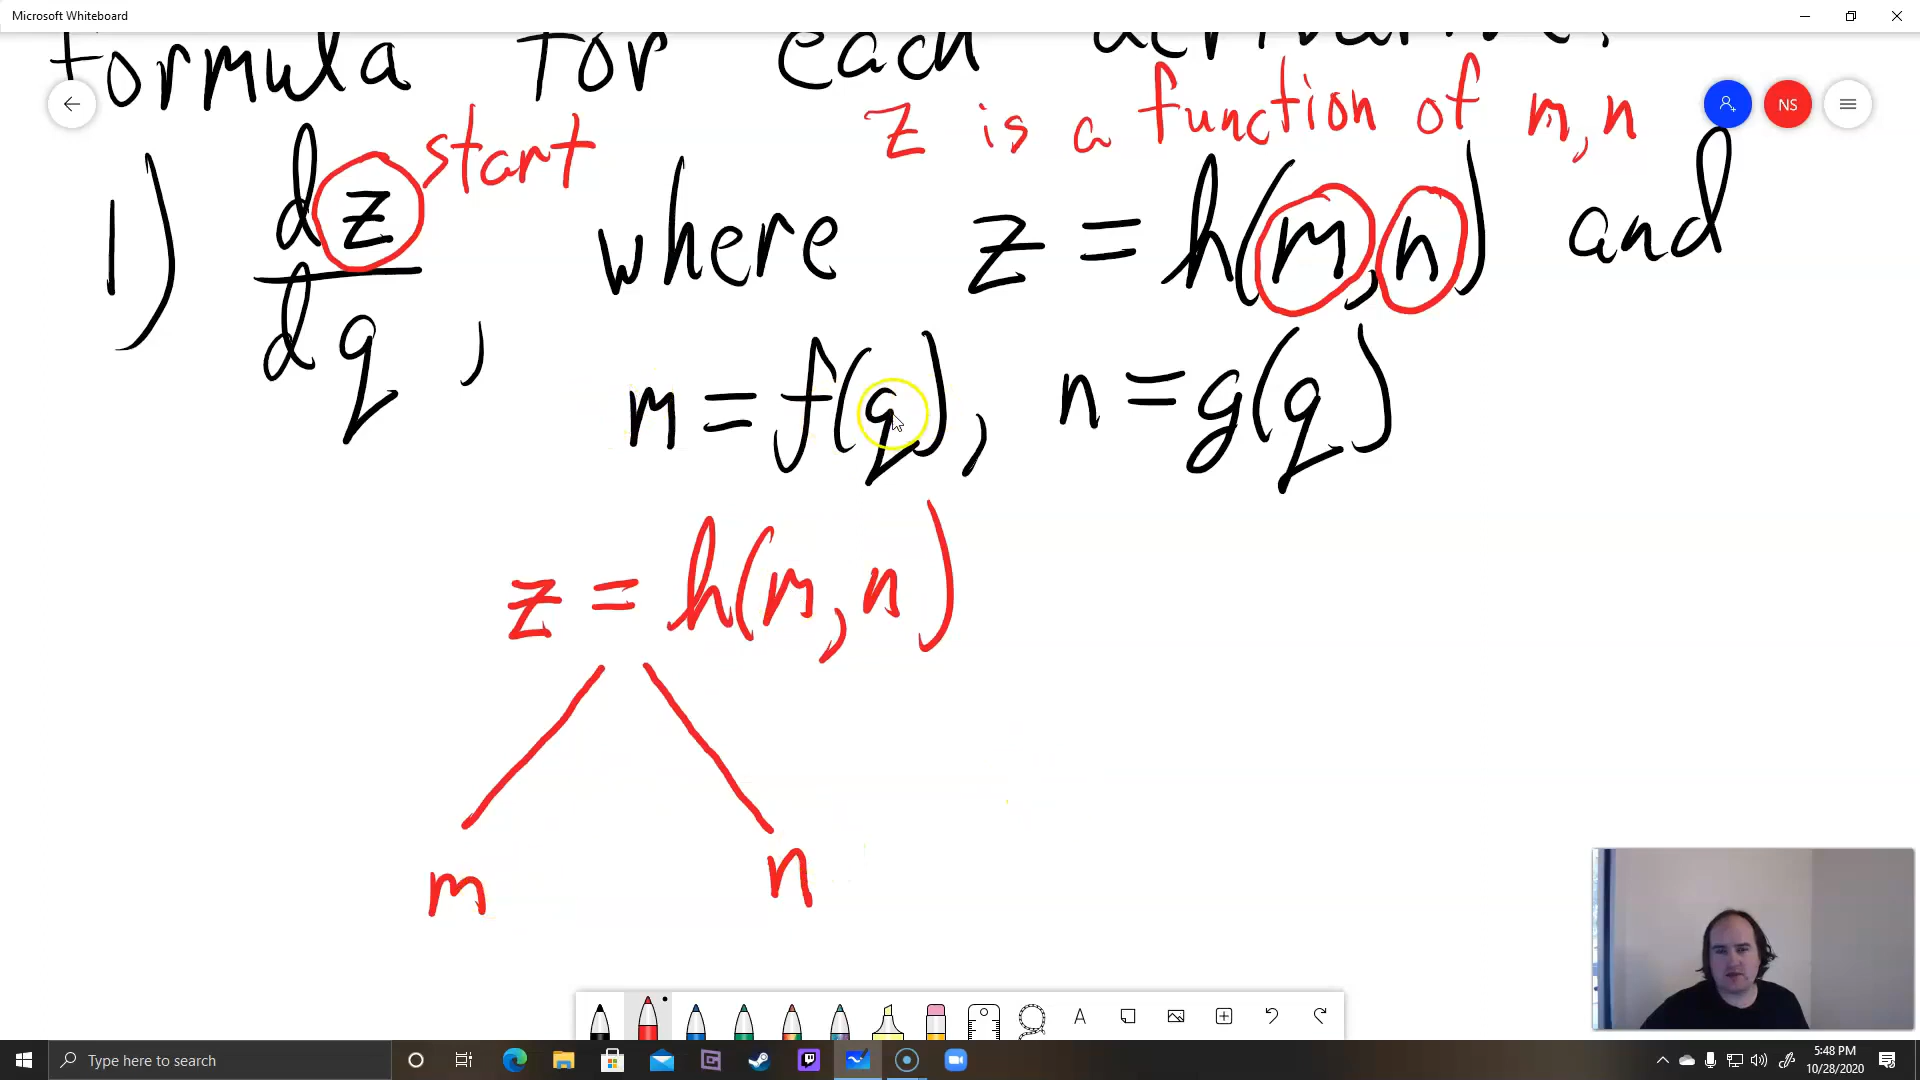 Microsoft Whiteboard
formula for each derivative.
start
z is a function of m,n
NS
1) dz/dq, where z = h(m,n) and
m = f(q), n = g(q)
z = h(m,n)
m n
A
Type here to search
5:48 PM
10/28/2020